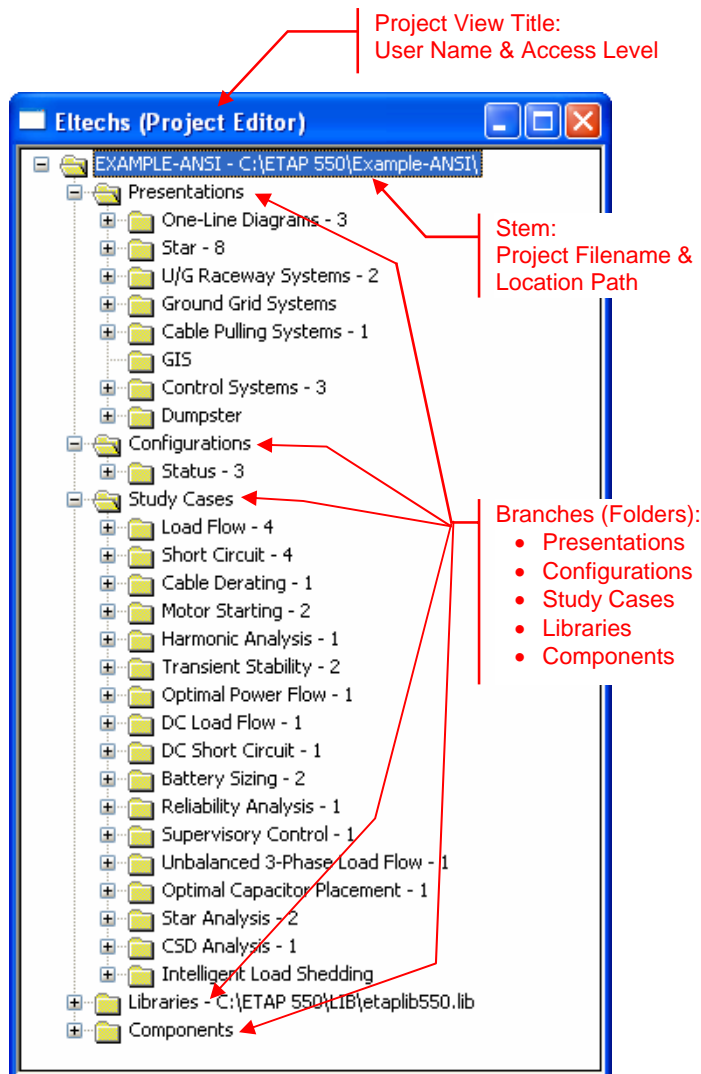 Project View Title:
User Name & Access Level
Eltechs (Project Editor)
EXAMPLE-ANSI - C:\ETAP 550\Example-ANSI\
Presentations
One-Line Diagrams - 3
Star - 8
U/G Raceway Systems - 2
Ground Grid Systems
Cable Pulling Systems - 1
GIS
Control Systems - 3
Dumpster
Configurations
Status - 3
Study Cases
Load Flow - 4
Short Circuit - 4
Cable Derating - 1
Motor Starting - 2
Harmonic Analysis - 1
Transient Stability - 2
Optimal Power Flow - 1
DC Load Flow - 1
DC Short Circuit - 1
Battery Sizing - 2
Reliability Analysis - 1
Supervisory Control - 1
Unbalanced 3-Phase Load Flow - 1
Optimal Capacitor Placement - 1
Star Analysis - 2
CSD Analysis - 1
Intelligent Load Shedding
Libraries - C:\ETAP 550\LIB\etaplib550.lib
Components
Stem:
Project Filename &
Location Path
Branches (Folders):
• Presentations
• Configurations
• Study Cases
• Libraries
• Components